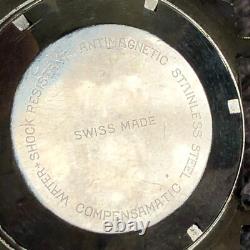 WATER + SHOCK RESISTANT ANTIMAGNETIC STAINLESS STEEL
SWISS MADE
COMPENSAMATIC